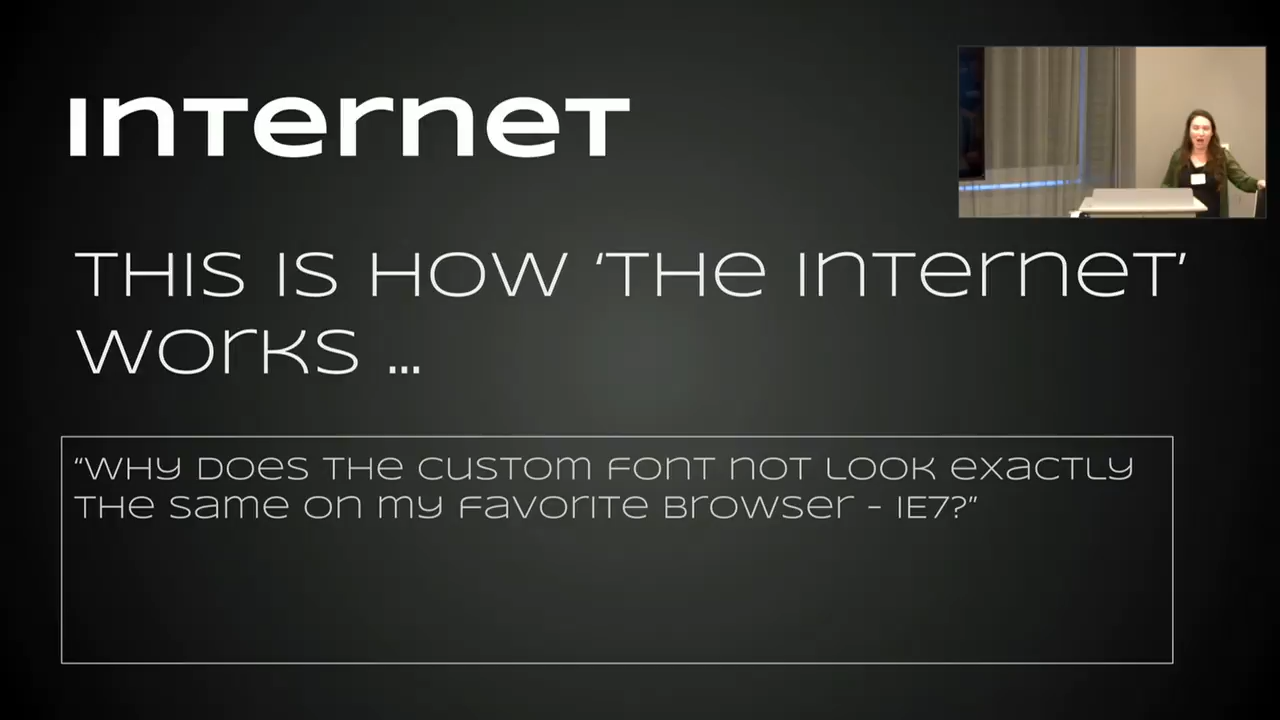 Internet
THIS IS HOW ‘THE INTERNET’
WORKS ...
“WHY DOES THE CUSTOM FONT NOT LOOK EXACTLY
THE SAME ON MY FAVORITE BROWSER - IE7?”